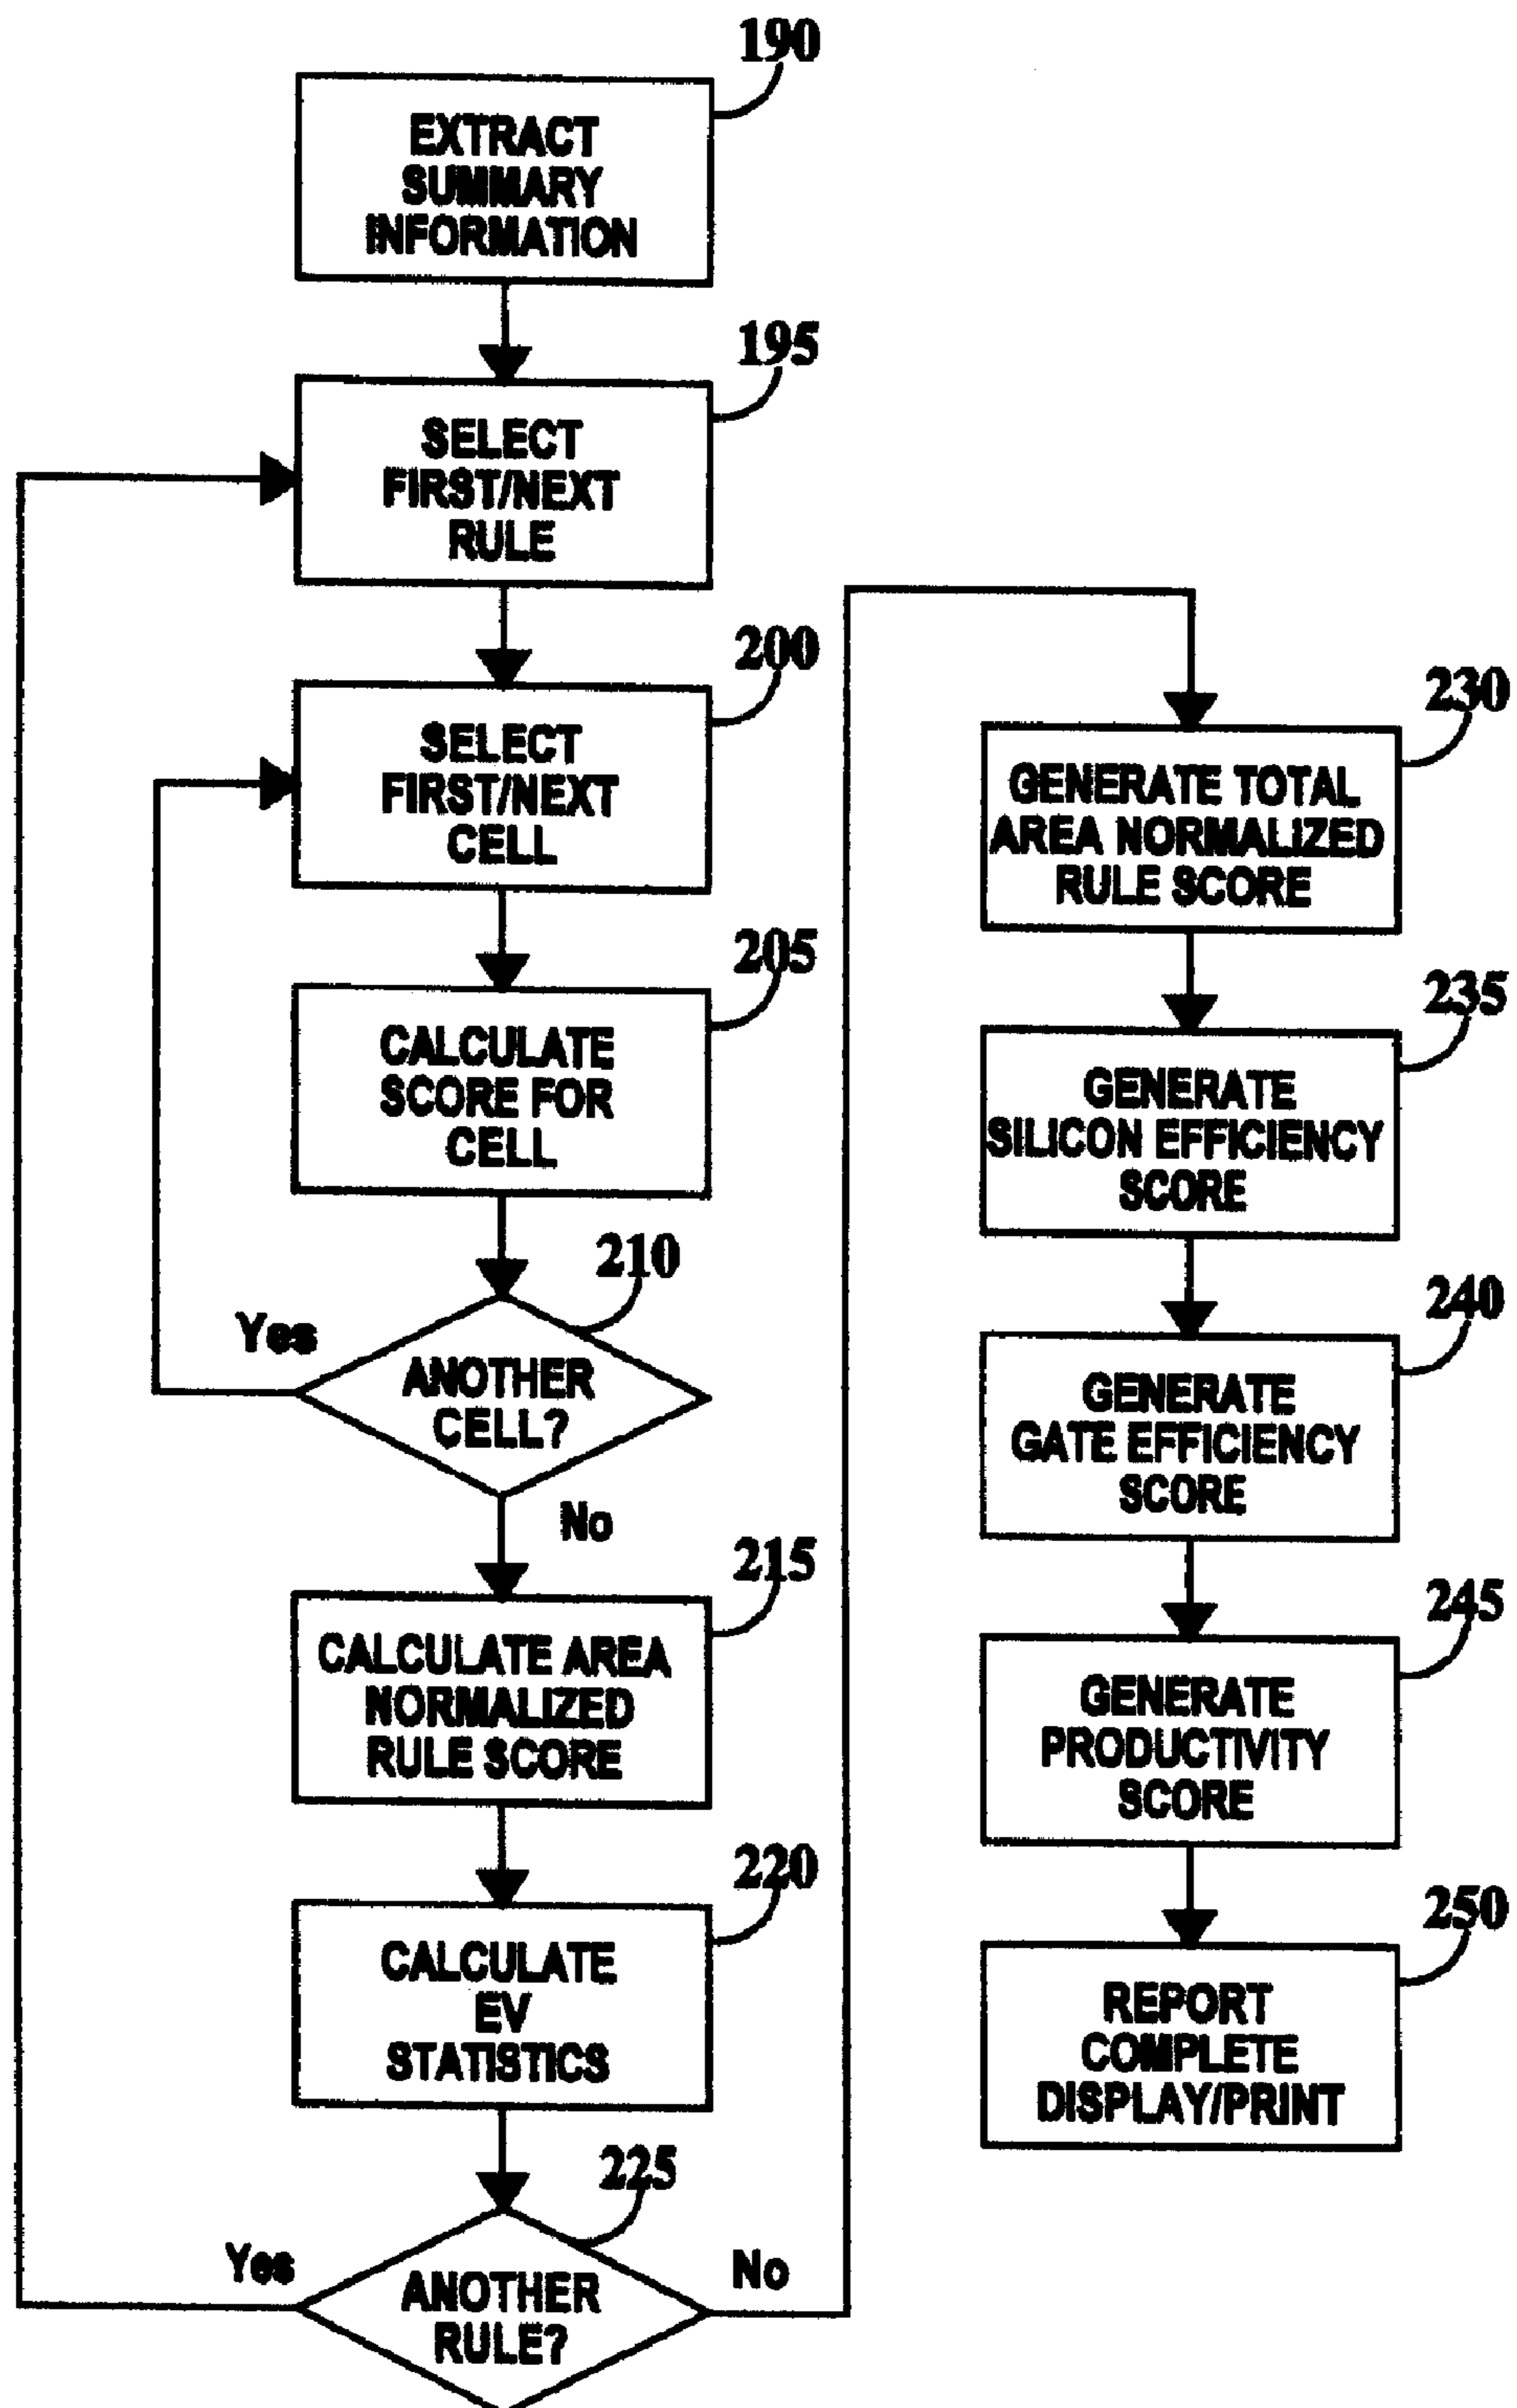 190
EXTRACT
SUMMARY
INFORMATION
195
SELECT
FIRST/NEXT
RULE
200
SELECT
FIRST/NEXT
CELL
205
CALCULATE
SCORE FOR
CELL
210
Yes
ANOTHER
CELL?
No
215
CALCULATE AREA
NORMALIZED
RULE SCORE
220
CALCULATE
EV
STATISTICS
225
Yes
No
ANOTHER
RULE?
230
GENERATE TOTAL
AREA NORMALIZED
RULE SCORE
235
GENERATE
SILICON EFFICIENCY
SCORE
240
GENERATE
GATE EFFICIENCY
SCORE
245
GENERATE
PRODUCTIVITY
SCORE
250
REPORT
COMPLETE
DISPLAY/PRINT